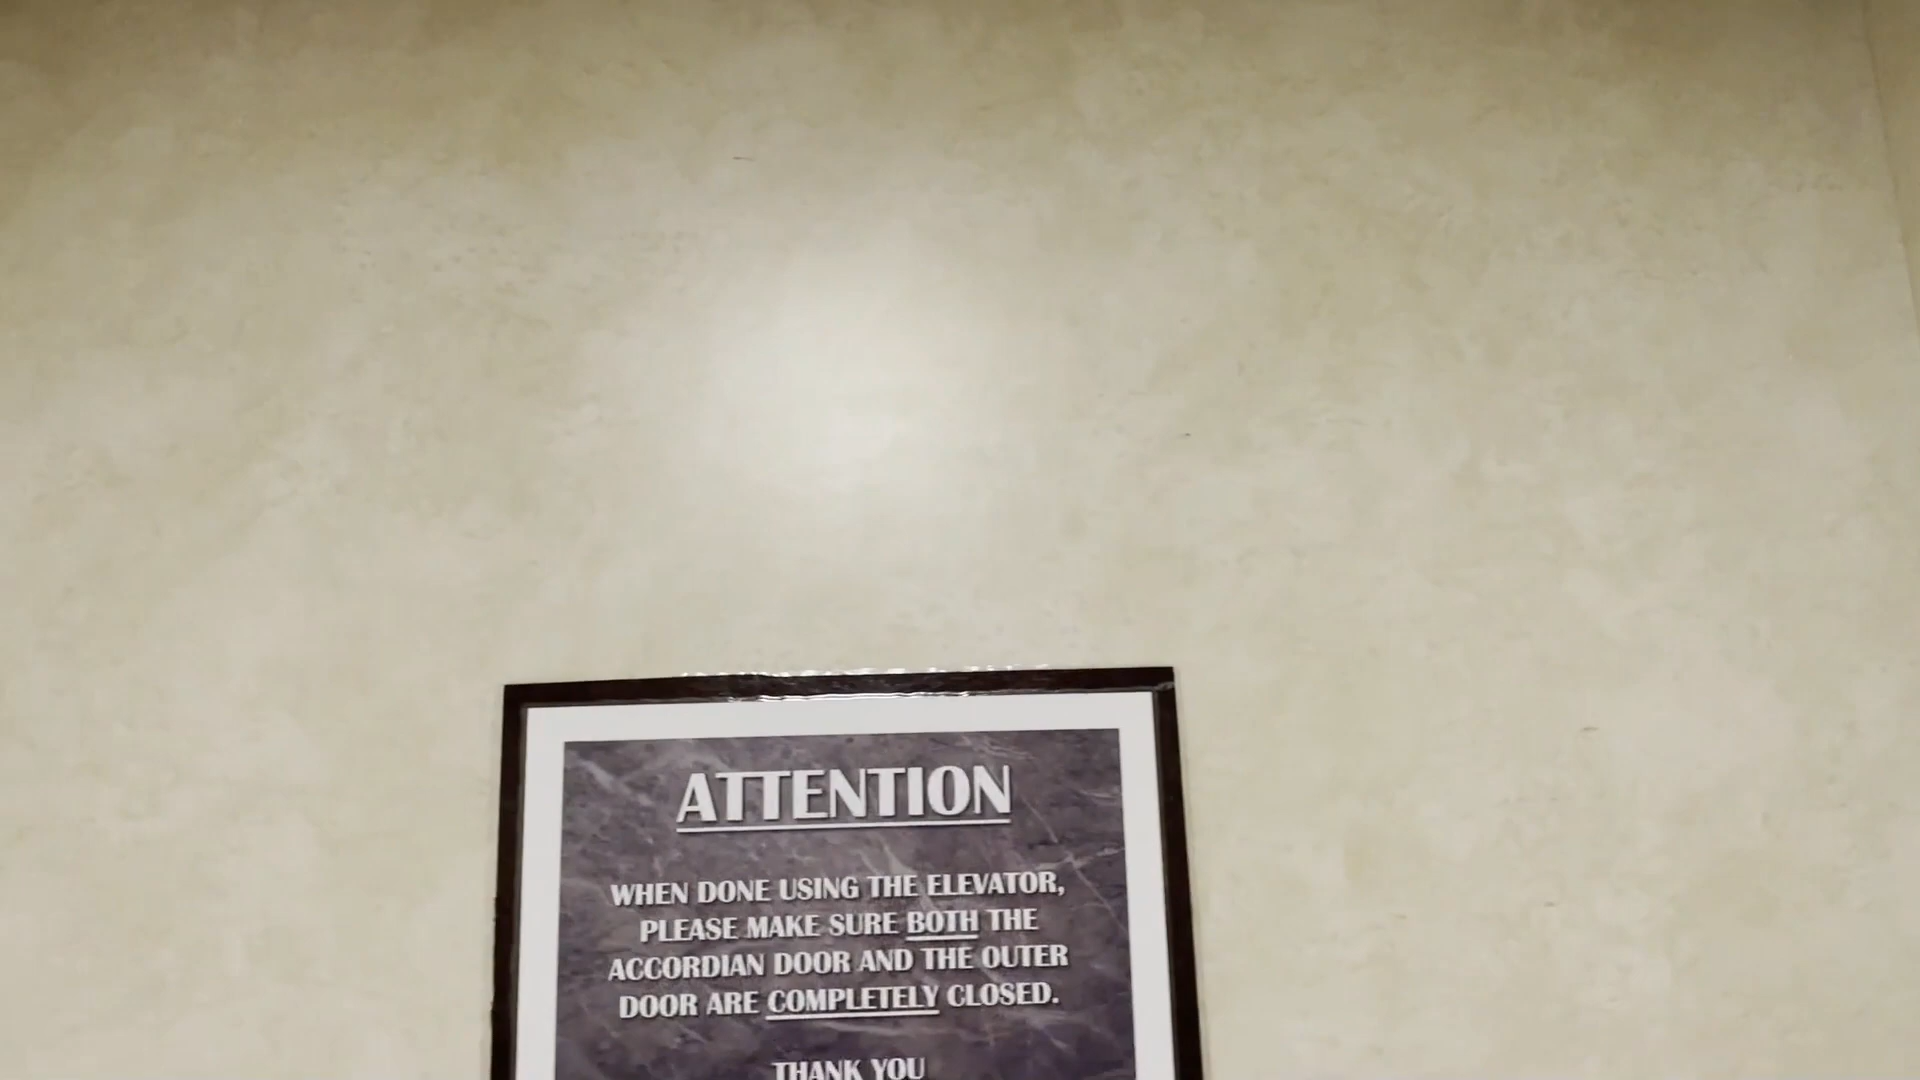 ATTENTION
WHEN DONE USING THE ELEVATOR,
PLEASE MAKE SURE BOTH THE
ACCORDIAN DOOR AND THE OUTER
DOOR ARE COMPLETELY CLOSED.
THANK YOU